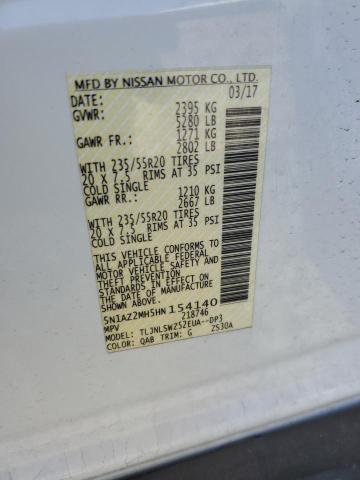 MFD BY NISSAN MOTOR CO., LTD.
DATE: 03/17
GVWR: 2395 KG
5280 LB
GAWR FR.: 1271 KG
2802 LB
WITH 235/55R20 TIRES
20 X 7.5 RIMS AT 35 PSI
COLD SINGLE
GAWR RR.: 1210 KG
2667 LB
WITH 235/55R20 TIRES
20 X 7.5 RIMS AT 35 PSI
COLD SINGLE
THIS VEHICLE CONFORMS TO
ALL APPLICABLE FEDERAL
MOTOR VEHICLE SAFETY AND
THEFT PREVENTION
STANDARDS IN EFFECT ON
THE DATE OF MANUFACTURE
SHOWN ABOVE.
5N1AZ2MH5HN154140
MPV 218746
MODEL: TLJNLSWZ52EUA--DP3
COLOR: QAB TRIM: G ZS30A